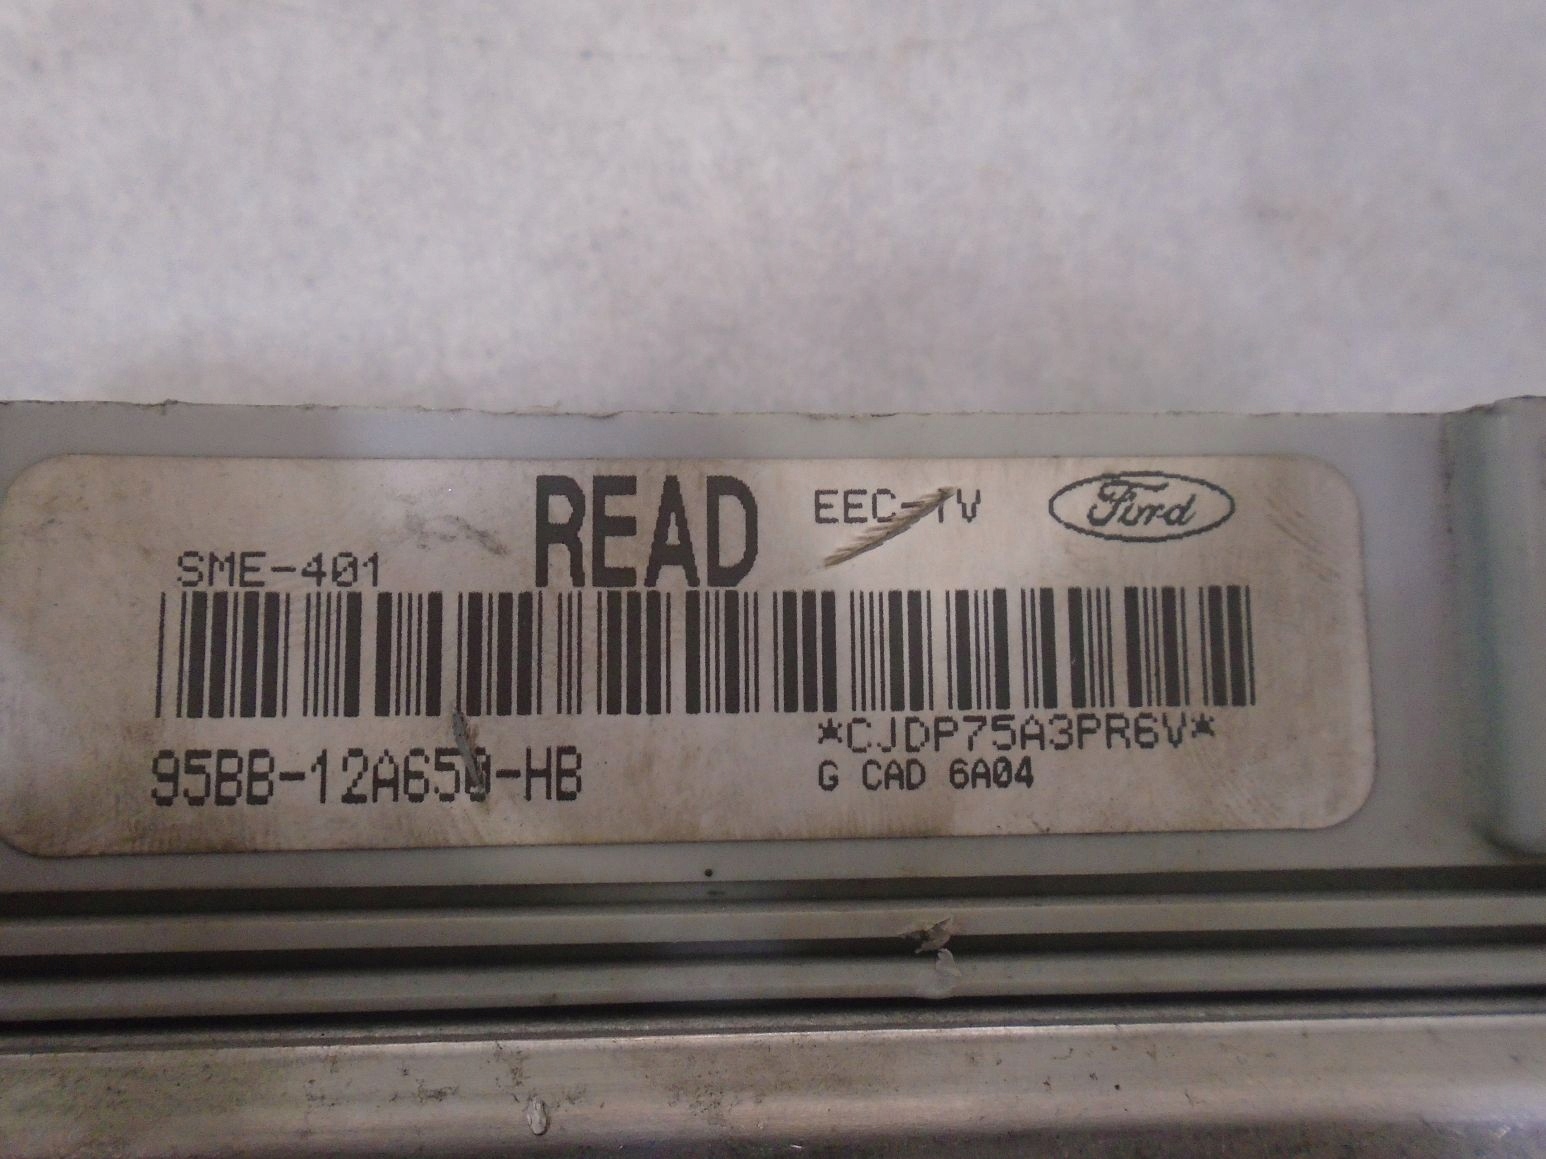 READ EEC-IV Ford
SME-401
*CJDP75A3PR6V*
95BB-12A650-HB G CAD 6A04